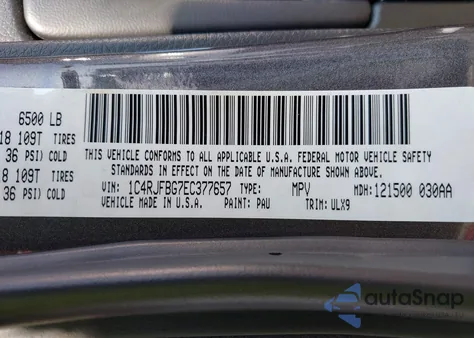 6500 LB
18 109T TIRES
36 PSI) COLD
18 109T TIRES
36 PSI) COLD
THIS VEHICLE CONFORMS TO ALL APPLICABLE U.S.A. FEDERAL MOTOR VEHICLE SAFETY
STANDARDS IN EFFECT ON THE DATE OF MANUFACTURE SHOWN ABOVE.
VIN: 1C4RJFBG7EC377657 TYPE: MPV MDH: 121500 030AA
VEHICLE MADE IN U.S.A. PAINT: PAU TRIM: ULX9
autoSnap